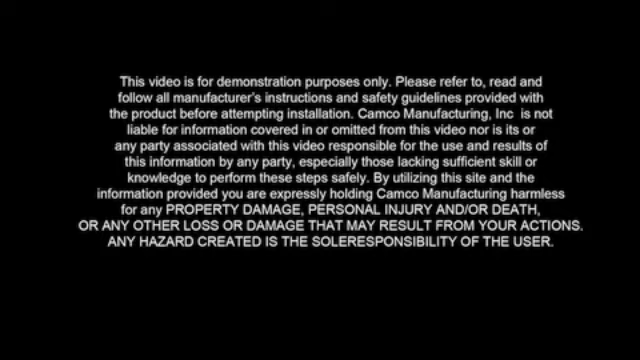 This video is for demonstration purposes only. Please refer to, read and
follow all manufacturer's instructions and safety guidelines provided with
the product before attempting installation. Camco Manufacturing, Inc is not
liable for information covered in or omitted from this video nor is its or
any party associated with this video responsible for the use and results of
this information by any party, especially those lacking sufficient skill or
knowledge to perform these steps safely. By utilizing this site and the
information provided you are expressly holding Camco Manufacturing harmless
for any PROPERTY DAMAGE, PERSONAL INJURY AND/OR DEATH,
OR ANY OTHER LOSS OR DAMAGE THAT MAY RESULT FROM YOUR ACTIONS.
ANY HAZARD CREATED IS THE SOLERESPONSIBILITY OF THE USER.